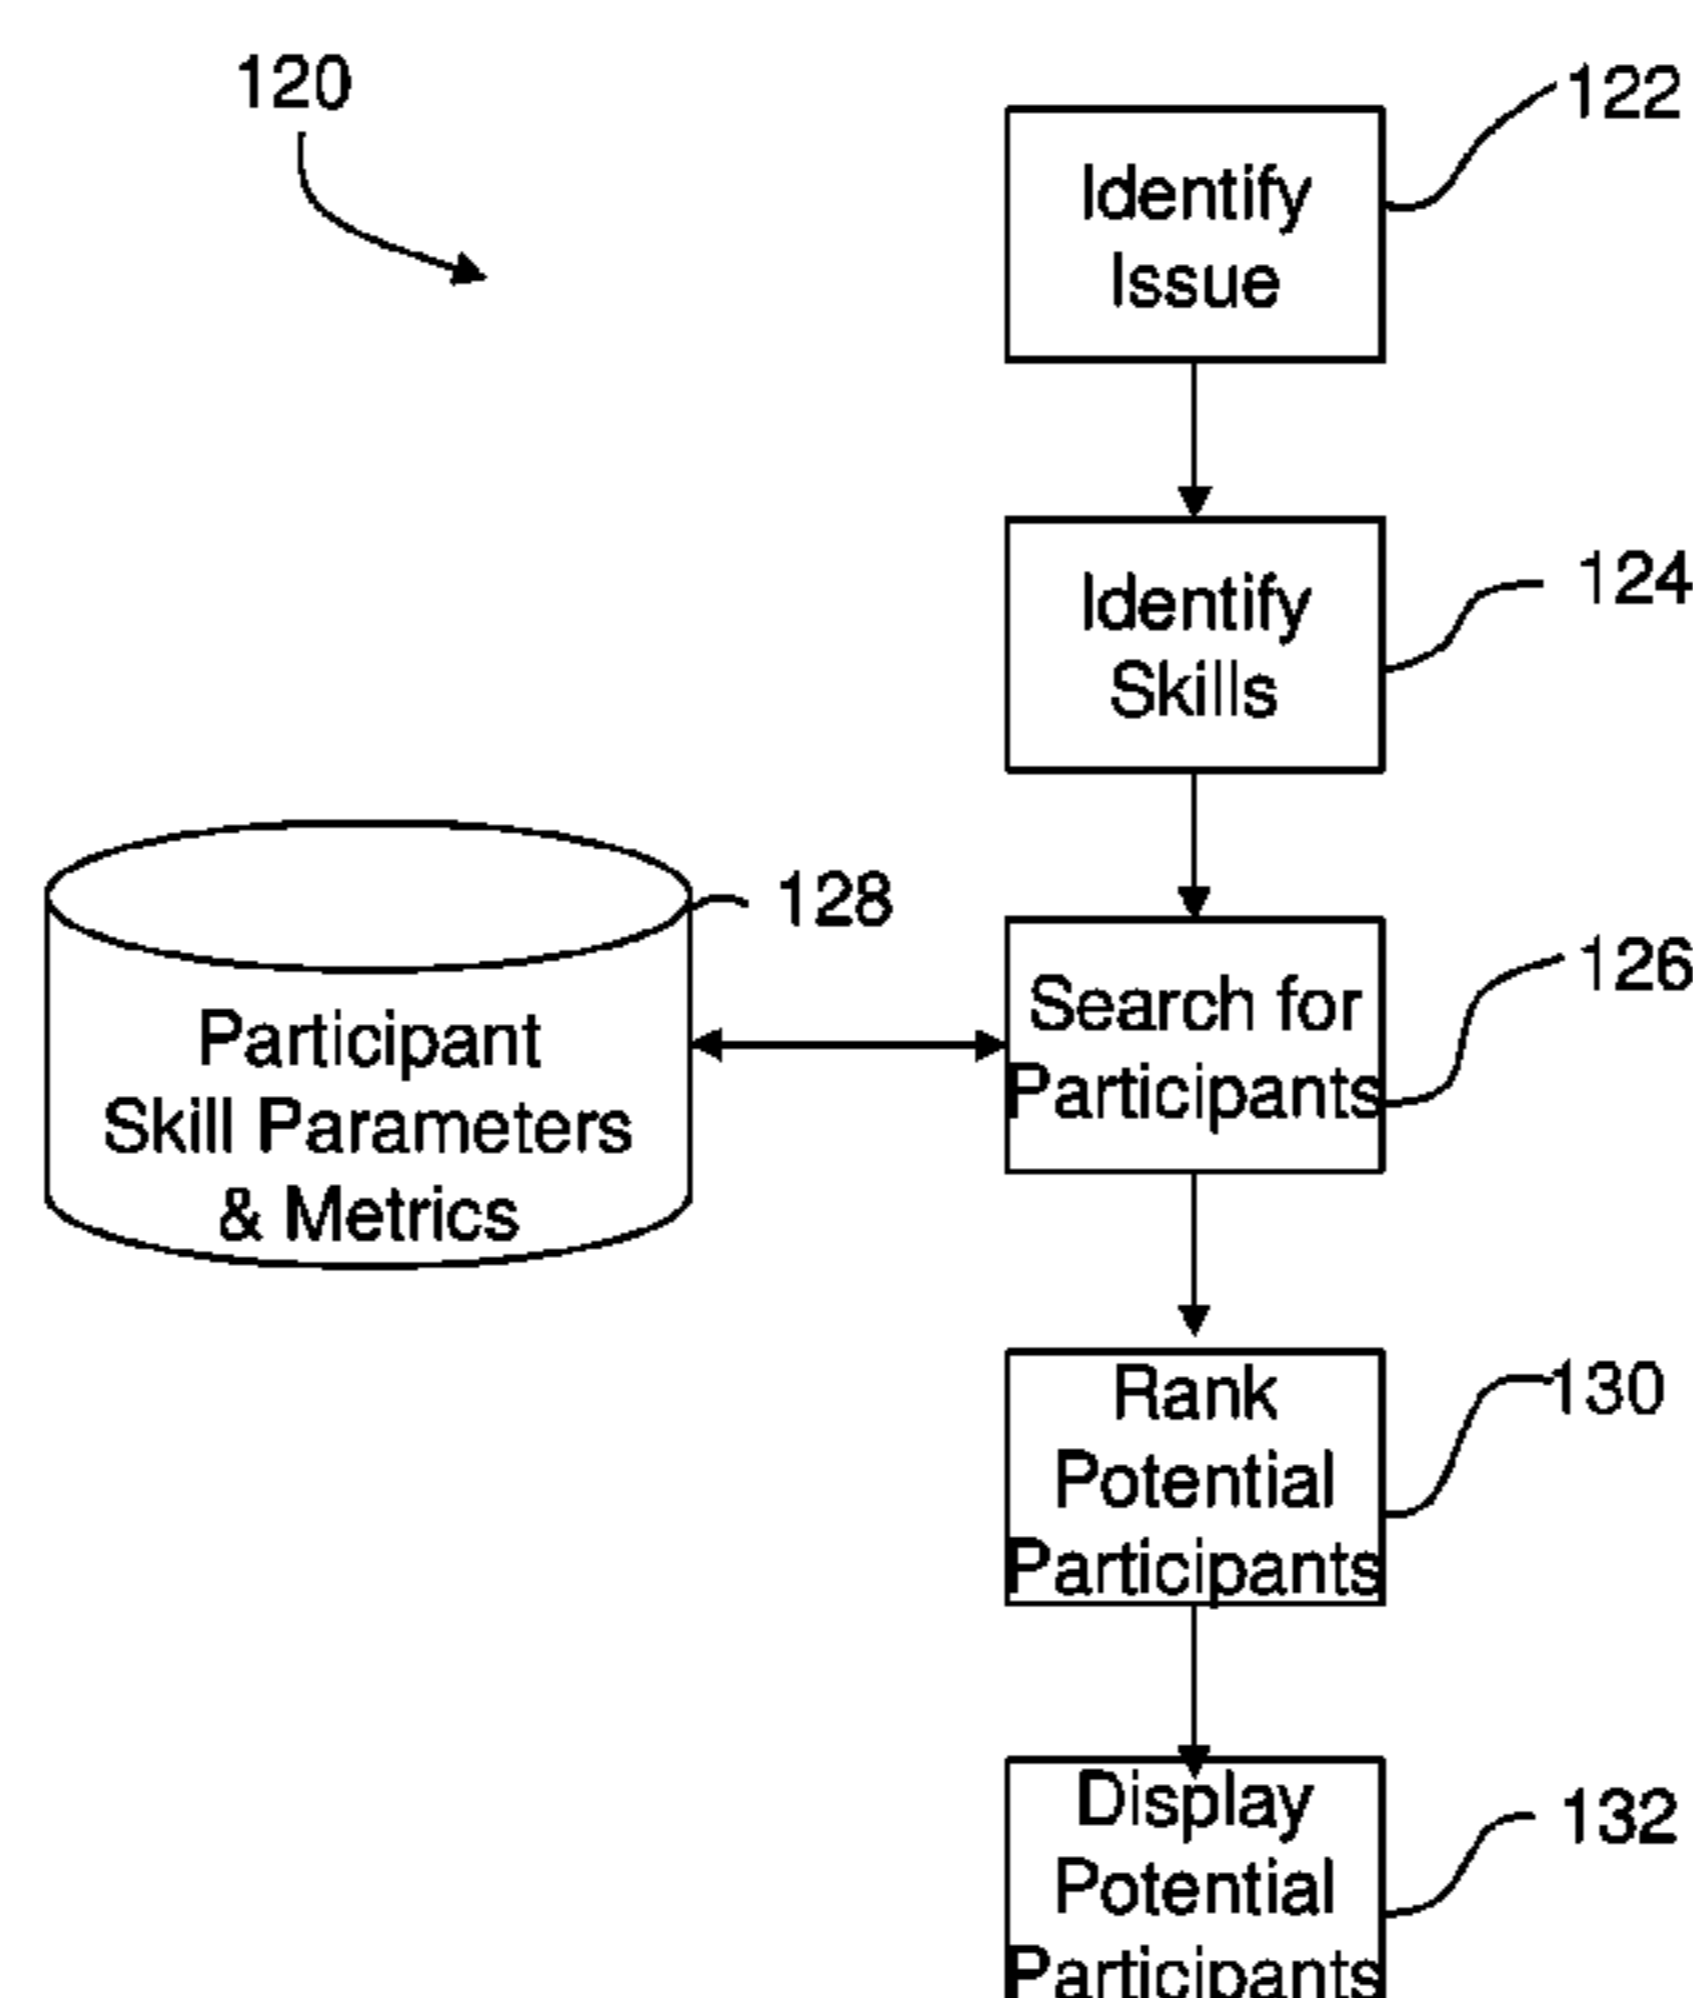 120
122
Identify
Issue
124
Identify
Skills
128
126
Search for
Participants
Participant
Skill Parameters
& Metrics
130
Rank
Potential
Participants
132
Display
Potential
Participants